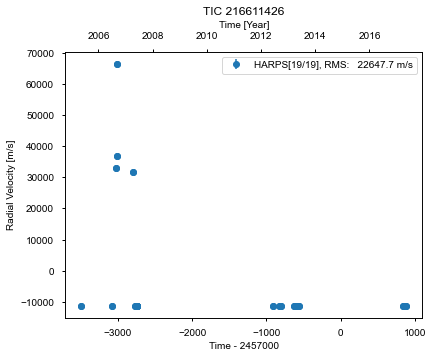 TIC 216611426
Time [Year]
2006 2008 2010 2012 2014 2016
70000
60000
50000
40000
30000
20000
10000
0
−10000
Radial Velocity [m/s]
HARPS[19/19], RMS: 22647.7 m/s
−3000 −2000 −1000 0 1000
Time - 2457000